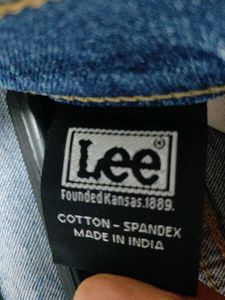 Lee®
Founded Kansas. 1889.
COTTON - SPANDEX
MADE IN INDIA